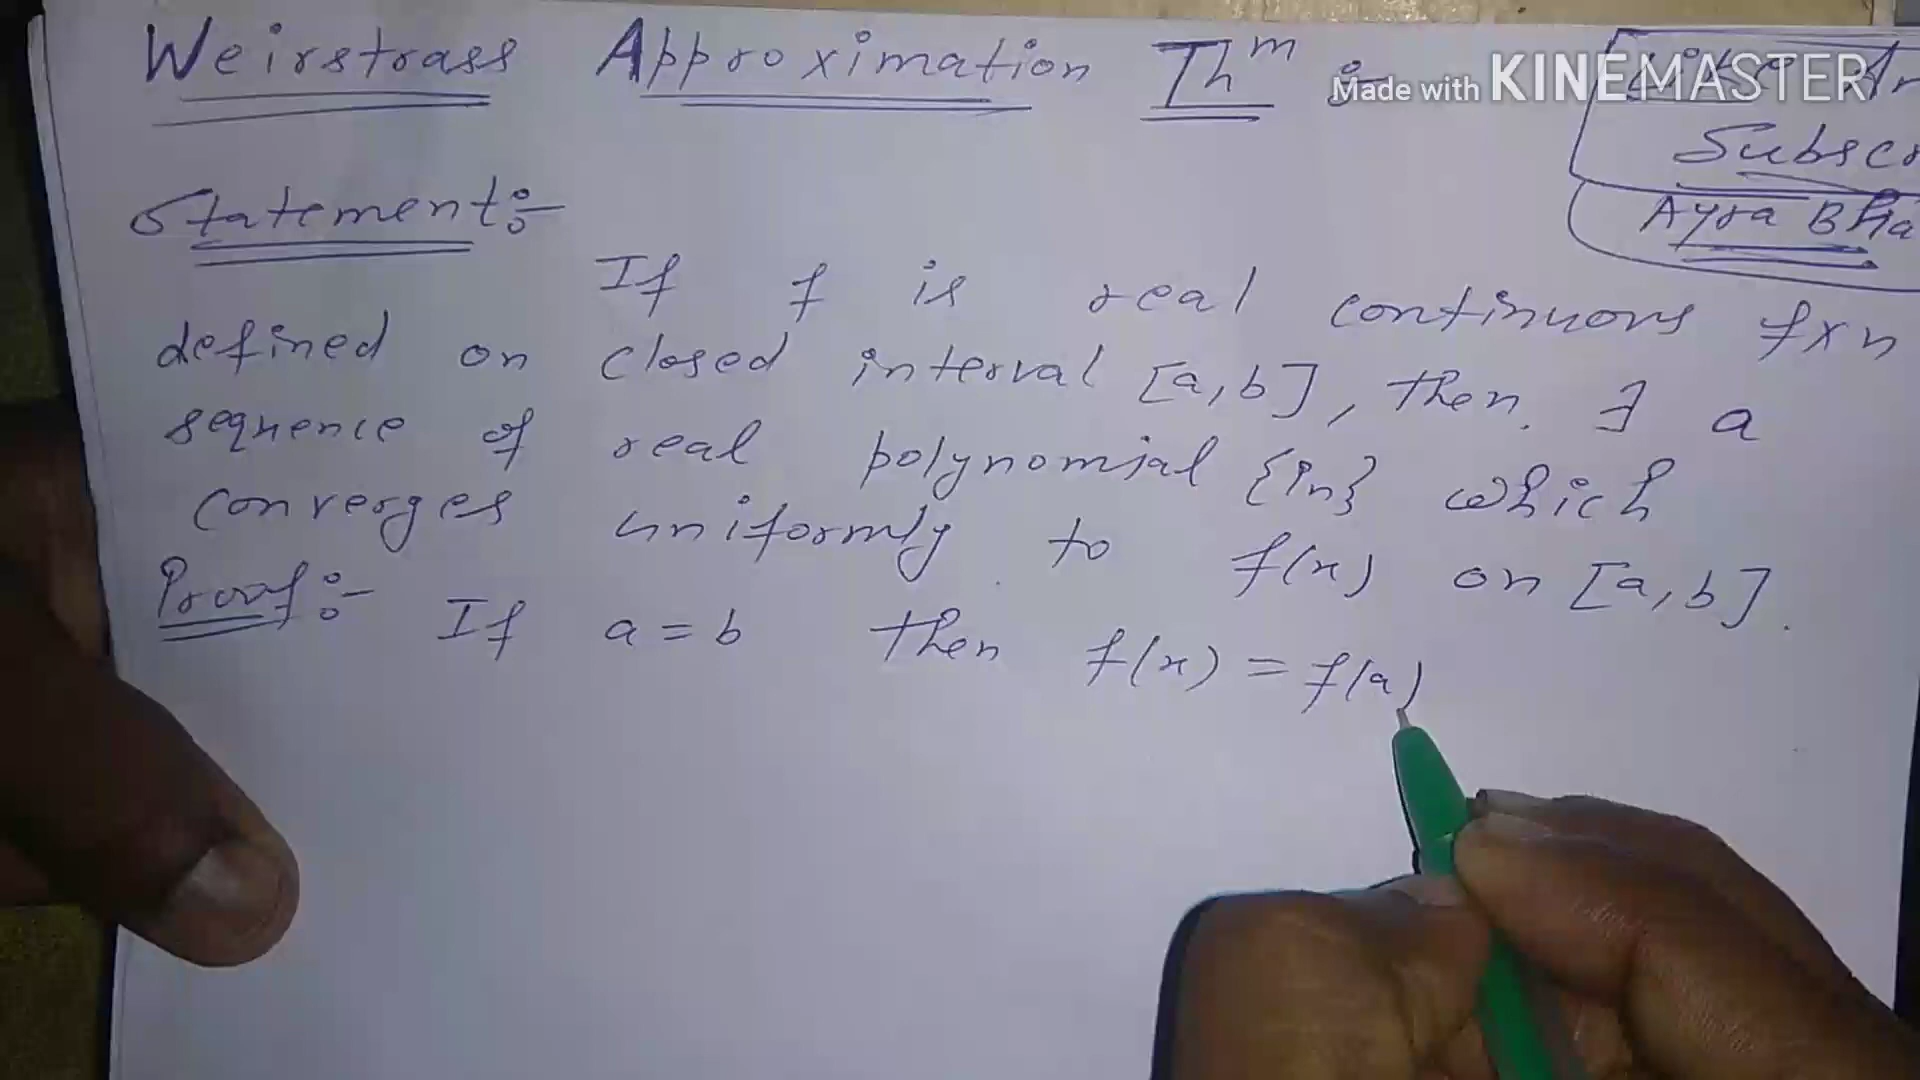 Weirstrass Approximation Thm :-
Made with KINEMASTER
Subscr
Ayra Bha
Statement:-
If f is real continuous fxn
defined on closed interval [a,b], then. ∃ a
sequence of real polynomial {Pn} which
converges uniformly to f(x) on [a,b].
Proof:- If a=b then f(x) = f(a)